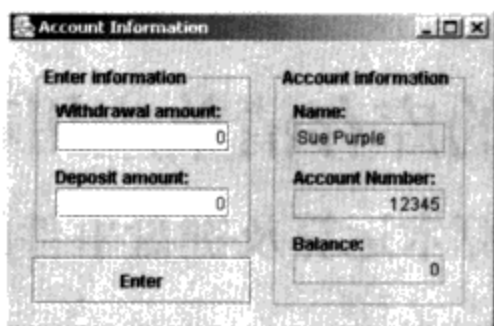 Account Information
Enter information
Withdrawal amount:
0
Deposit amount:
0
Enter
Account information
Name:
Sue Purple
Account Number:
12345
Balance:
0